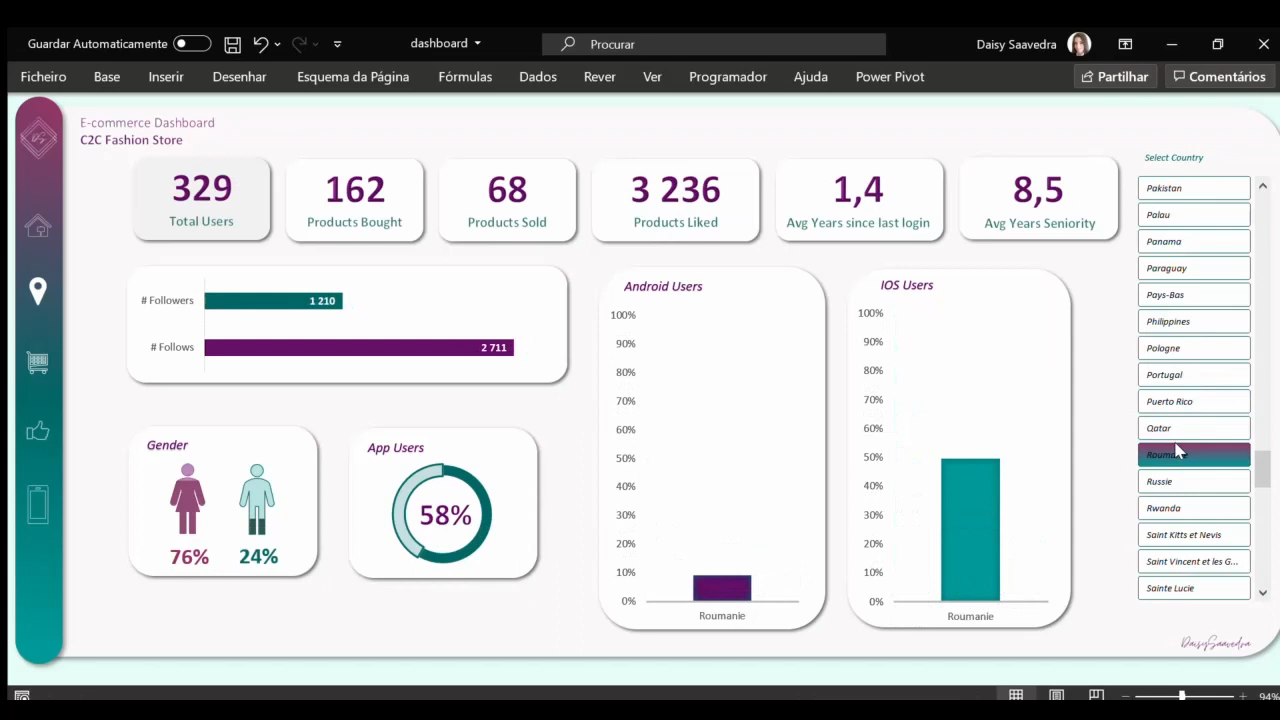 Guardar Automaticamente
dashboard
Procurar
Daisy Saavedra
Ficheiro Base Inserir Desenhar Esquema da Página Fórmulas Dados Rever Ver Programador Ajuda Power Pivot
Partilhar Comentários
E-commerce Dashboard
C2C Fashion Store
329
Total Users
162
Products Bought
68
Products Sold
3 236
Products Liked
1,4
Avg Years since last login
8,5
Avg Years Seniority
# Followers 1 210
# Follows 2 711
Gender
76% 24%
App Users
58%
Android Users
100%
90%
80%
70%
60%
50%
40%
30%
20%
10%
0%
Roumanie
IOS Users
100%
90%
80%
70%
60%
50%
40%
30%
20%
10%
0%
Roumanie
Select Country
Pakistan
Palau
Panama
Paraguay
Pays-Bas
Philippines
Pologne
Portugal
Puerto Rico
Qatar
Roumanie
Russie
Rwanda
Saint Kitts et Nevis
Saint Vincent et les G...
Sainte Lucie
DaisySaavedra
94%